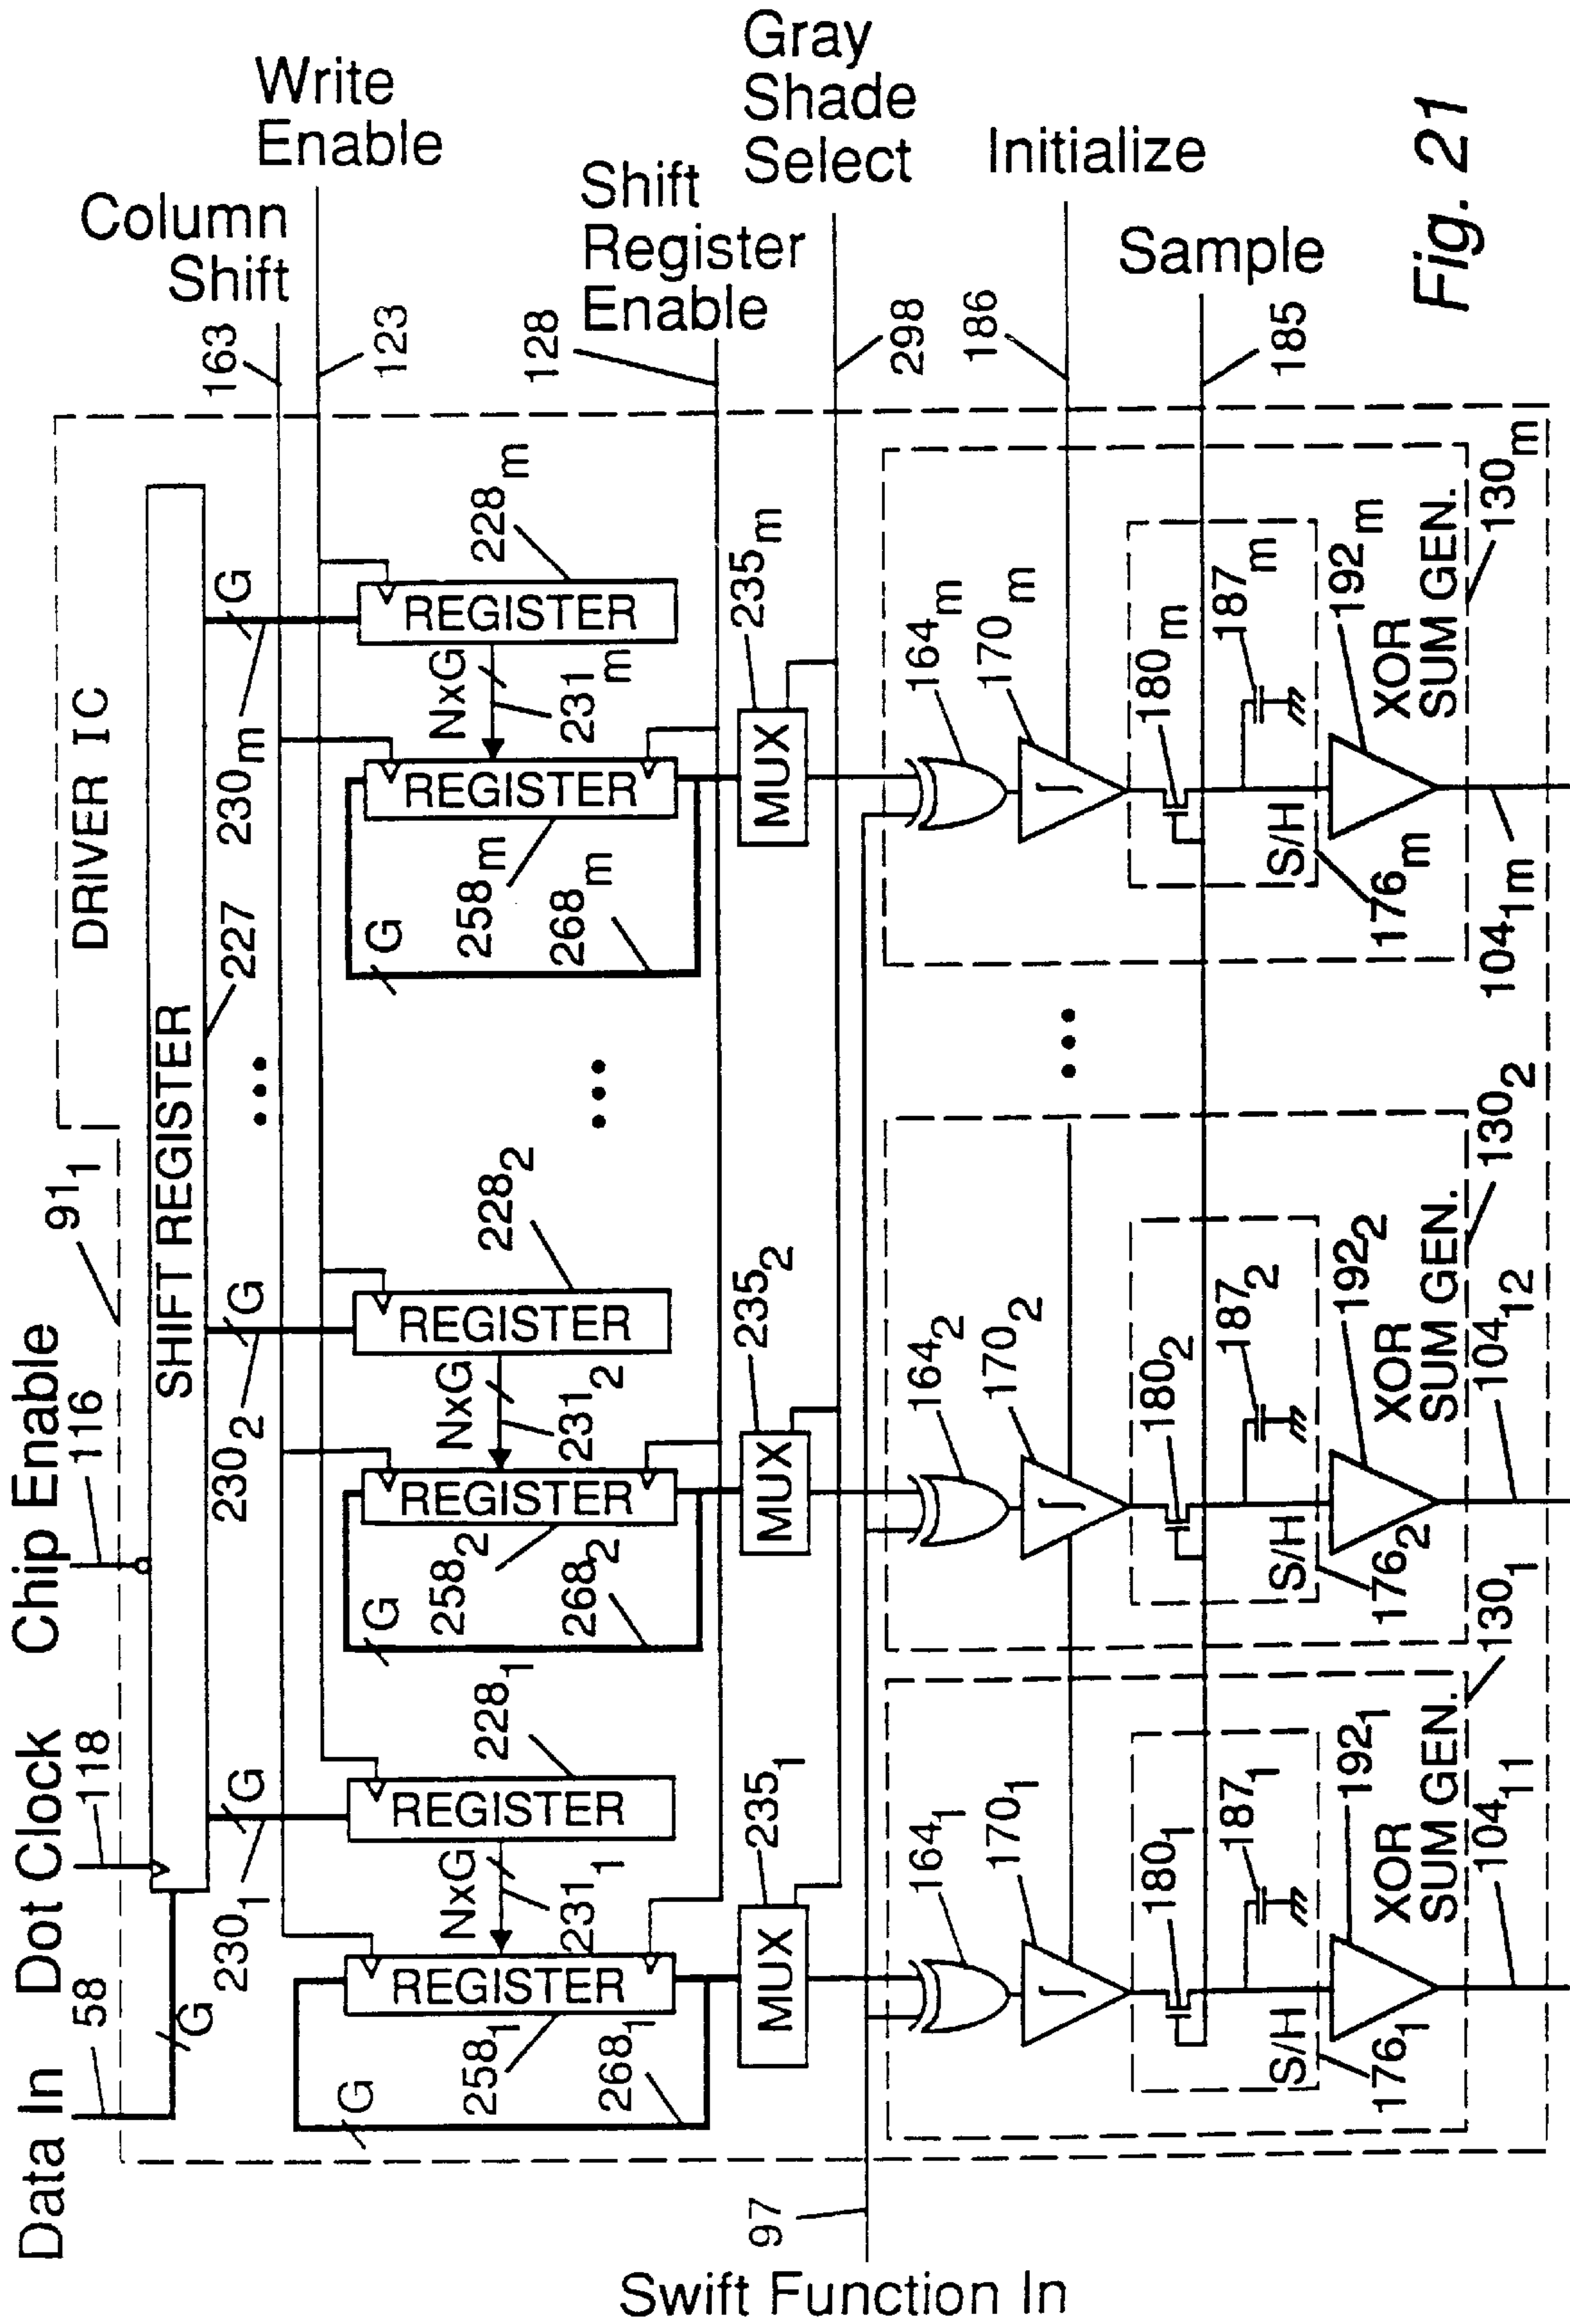 Data In
Dot Clock
Chip Enable
58
118
116
91₁
DRIVER IC
G
SHIFT REGISTER
227
Column
Shift
163
Write
Enable
123
230₁
G
230₂
G
230m
G
REGISTER
228₁
REGISTER
228₂
REGISTER
228m
NxG
231₁
NxG
231₂
NxG
231m
G
REGISTER
258₁
268₁
G
REGISTER
258₂
268₂
G
REGISTER
258m
268m
Shift
Register
Enable
128
MUX
235₁
MUX
235₂
MUX
235m
Gray
Shade
Select
298
Swift Function In
97
164₁
164₂
164m
170₁
170₂
170m
Initialize
186
180₁
180₂
180m
Sample
185
187₁
187₂
187m
S/H
176₁
S/H
176₂
S/H
176m
192₁
192₂
192m
XOR
SUM GEN.
130₁
XOR
SUM GEN.
130₂
XOR
SUM GEN.
130m
104₁₁
104₁₂
104₁m
Fig. 21